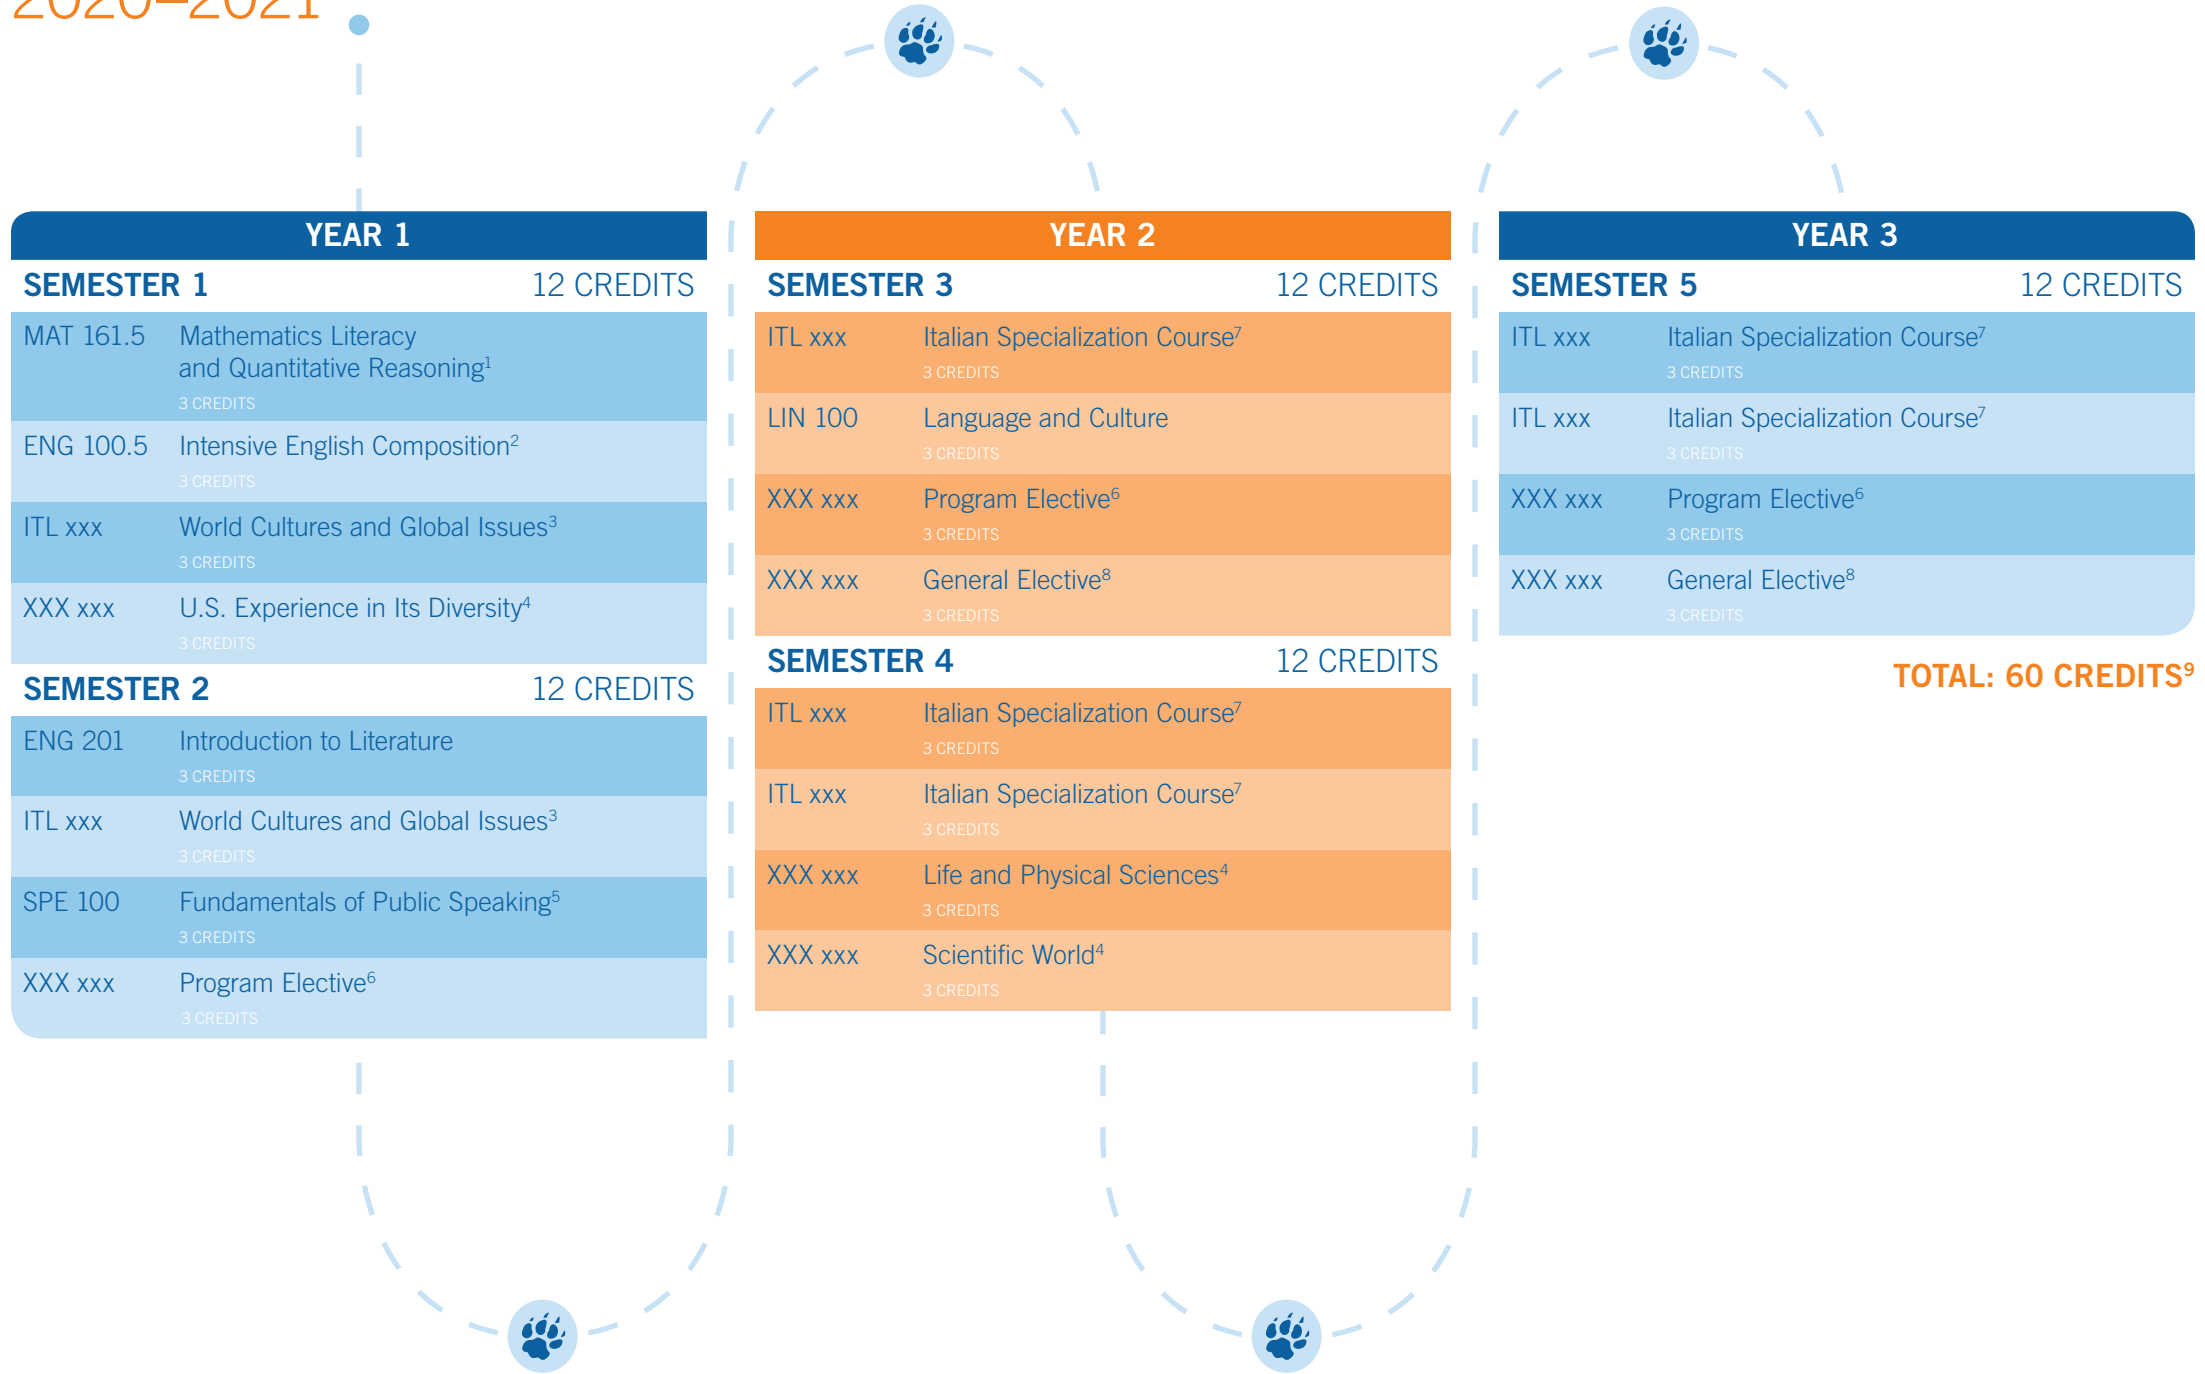 2020–2021
YEAR 1
SEMESTER 1 12 CREDITS
MAT 161.5 Mathematics Literacy
and Quantitative Reasoning¹
3 CREDITS
ENG 100.5 Intensive English Composition²
3 CREDITS
ITL xxx World Cultures and Global Issues³
3 CREDITS
XXX xxx U.S. Experience in Its Diversity⁴
3 CREDITS
SEMESTER 2 12 CREDITS
ENG 201 Introduction to Literature
3 CREDITS
ITL xxx World Cultures and Global Issues³
3 CREDITS
SPE 100 Fundamentals of Public Speaking⁵
3 CREDITS
XXX xxx Program Elective⁶
3 CREDITS
YEAR 2
SEMESTER 3 12 CREDITS
ITL xxx Italian Specialization Course⁷
3 CREDITS
LIN 100 Language and Culture
3 CREDITS
XXX xxx Program Elective⁶
3 CREDITS
XXX xxx General Elective⁸
3 CREDITS
SEMESTER 4 12 CREDITS
ITL xxx Italian Specialization Course⁷
3 CREDITS
ITL xxx Italian Specialization Course⁷
3 CREDITS
XXX xxx Life and Physical Sciences⁴
3 CREDITS
XXX xxx Scientific World⁴
3 CREDITS
YEAR 3
SEMESTER 5 12 CREDITS
ITL xxx Italian Specialization Course⁷
3 CREDITS
ITL xxx Italian Specialization Course⁷
3 CREDITS
XXX xxx Program Elective⁶
3 CREDITS
XXX xxx General Elective⁸
3 CREDITS
TOTAL: 60 CREDITS⁹